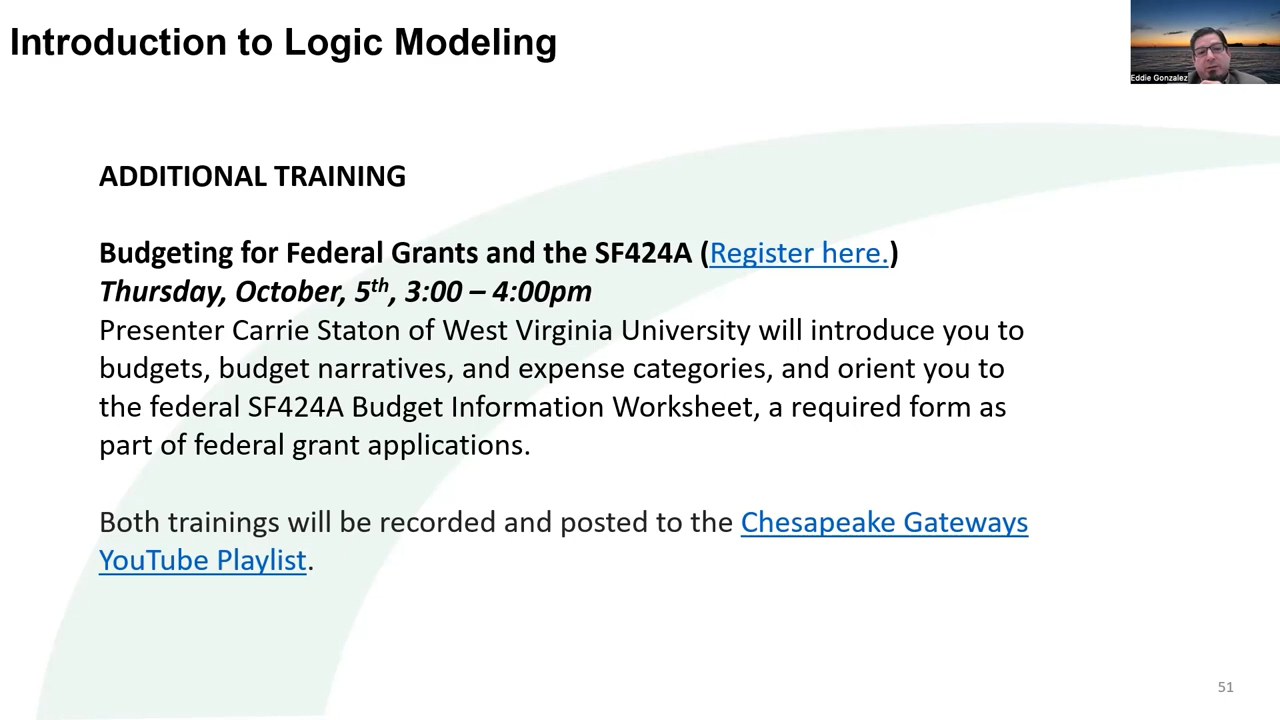 Introduction to Logic Modeling
Eddie Gonzalez
ADDITIONAL TRAINING
Budgeting for Federal Grants and the SF424A (Register here.)
Thursday, October, 5th, 3:00 – 4:00pm
Presenter Carrie Staton of West Virginia University will introduce you to
budgets, budget narratives, and expense categories, and orient you to
the federal SF424A Budget Information Worksheet, a required form as
part of federal grant applications.
Both trainings will be recorded and posted to the Chesapeake Gateways
YouTube Playlist.
51